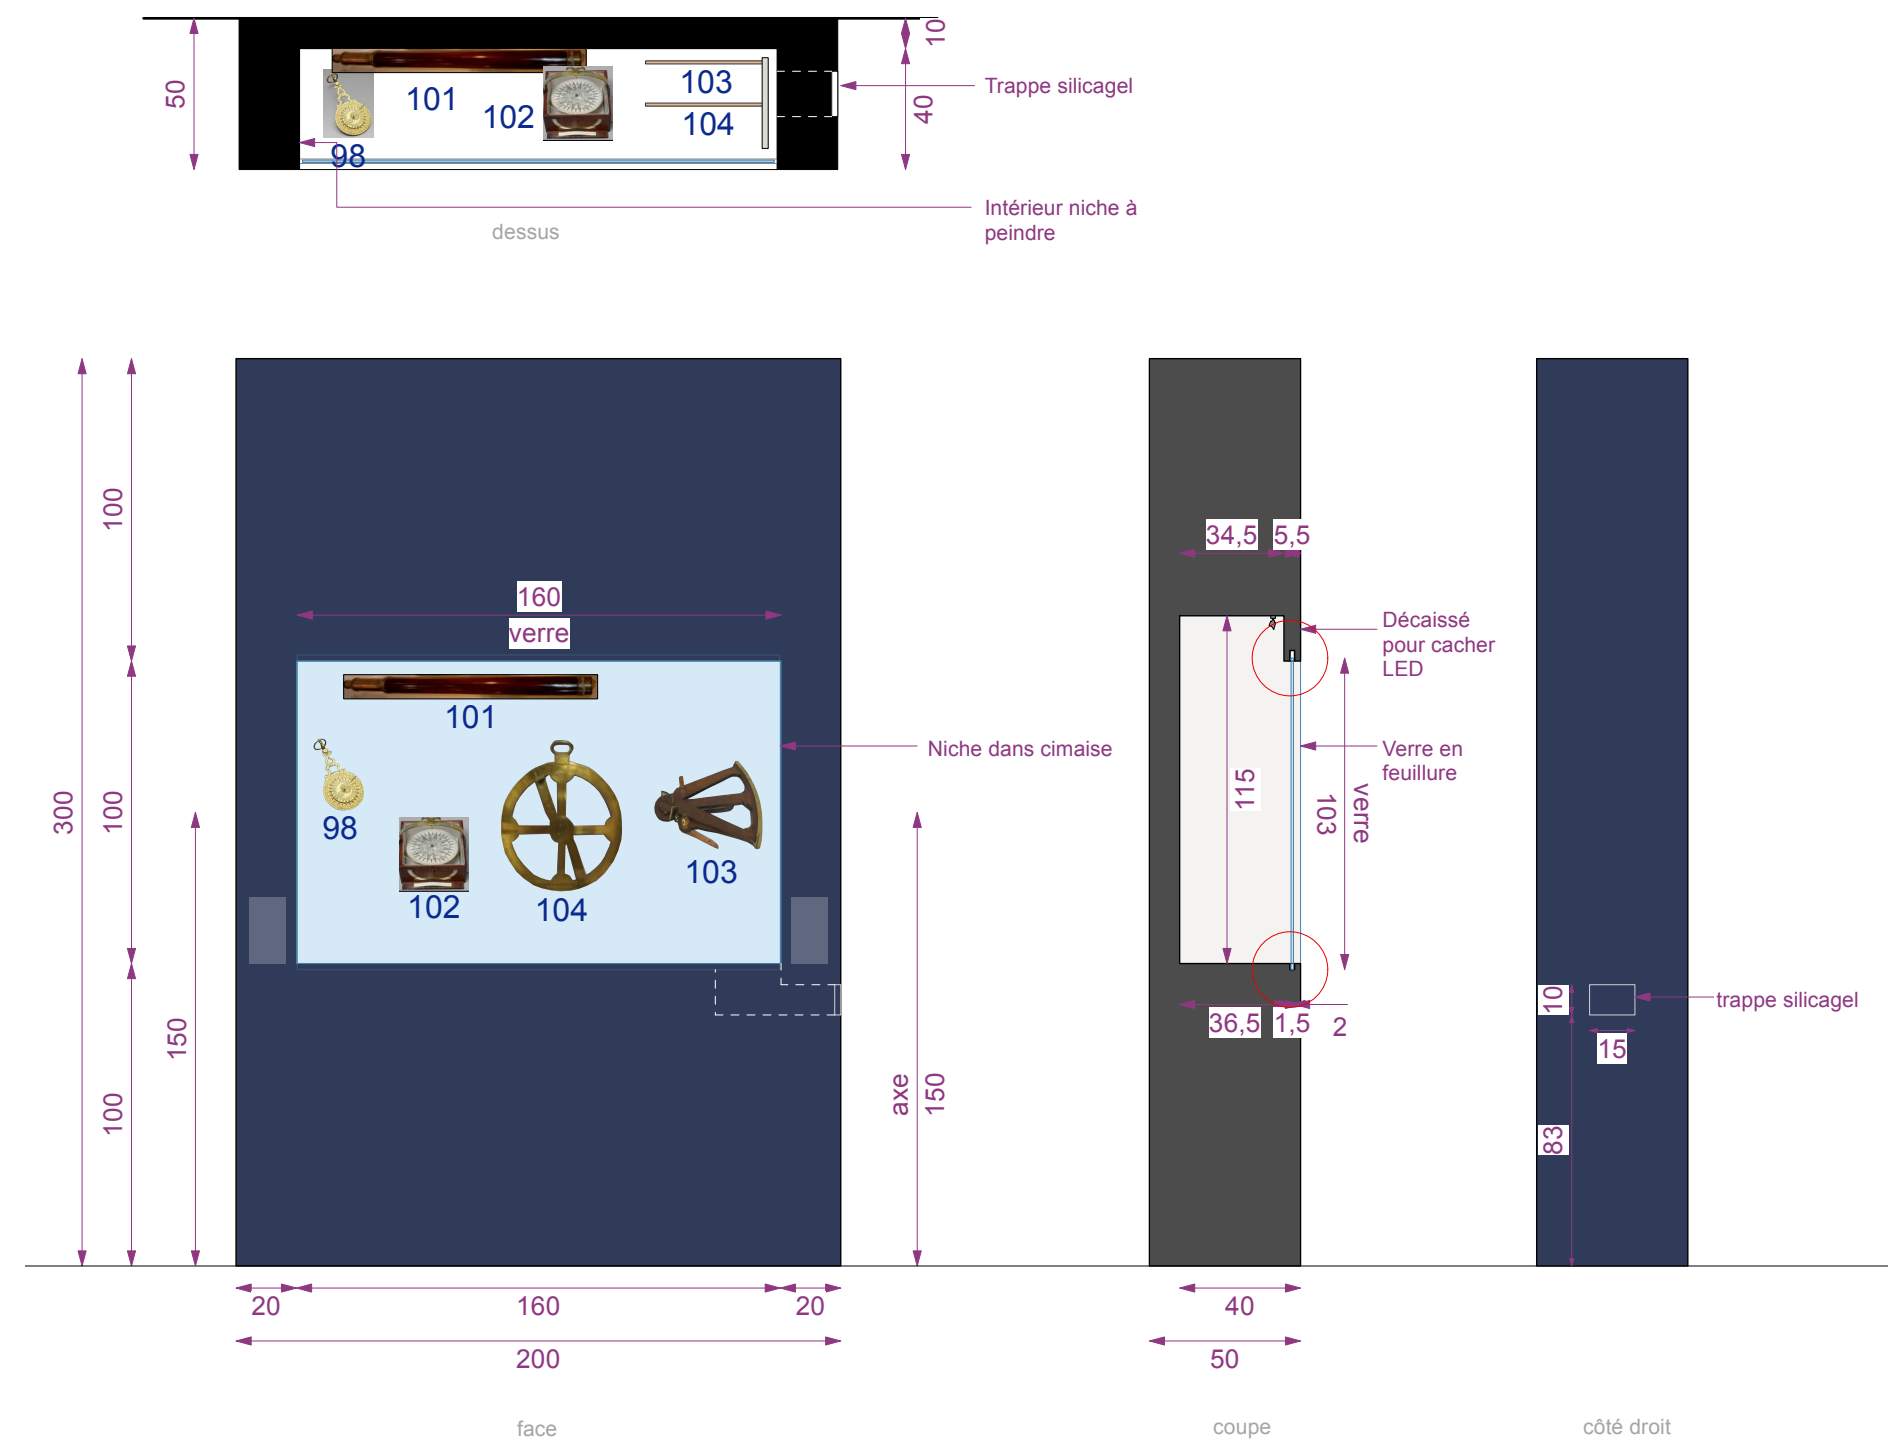 50
10
40
101
102
103
104
98
Trappe silicagel
Intérieur niche à
peindre
dessus
300
100
100
100
150
160
verre
101
98
102
104
103
Niche dans cimaise
axe
150
20
160
20
200
face
34,5
5,5
115
verre
103
Décaissé
pour cacher
LED
Verre en
feuillure
36,5
1,5
2
40
50
coupe
10
15
83
trappe silicagel
côté droit